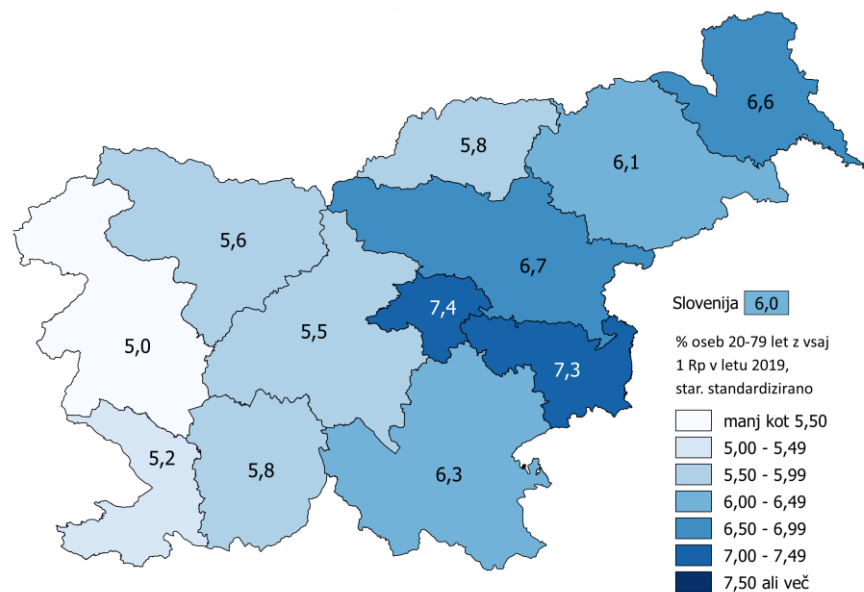 6,6
5,8
6,1
5,6
6,7
7,4
5,5
5,0
7,3
5,2
5,8
6,3
Slovenija 6,0
% oseb 20-79 let z vsaj
1 Rp v letu 2019,
star. standardizirano
manj kot 5,50
5,00 - 5,49
5,50 - 5,99
6,00 - 6,49
6,50 - 6,99
7,00 - 7,49
7,50 ali več